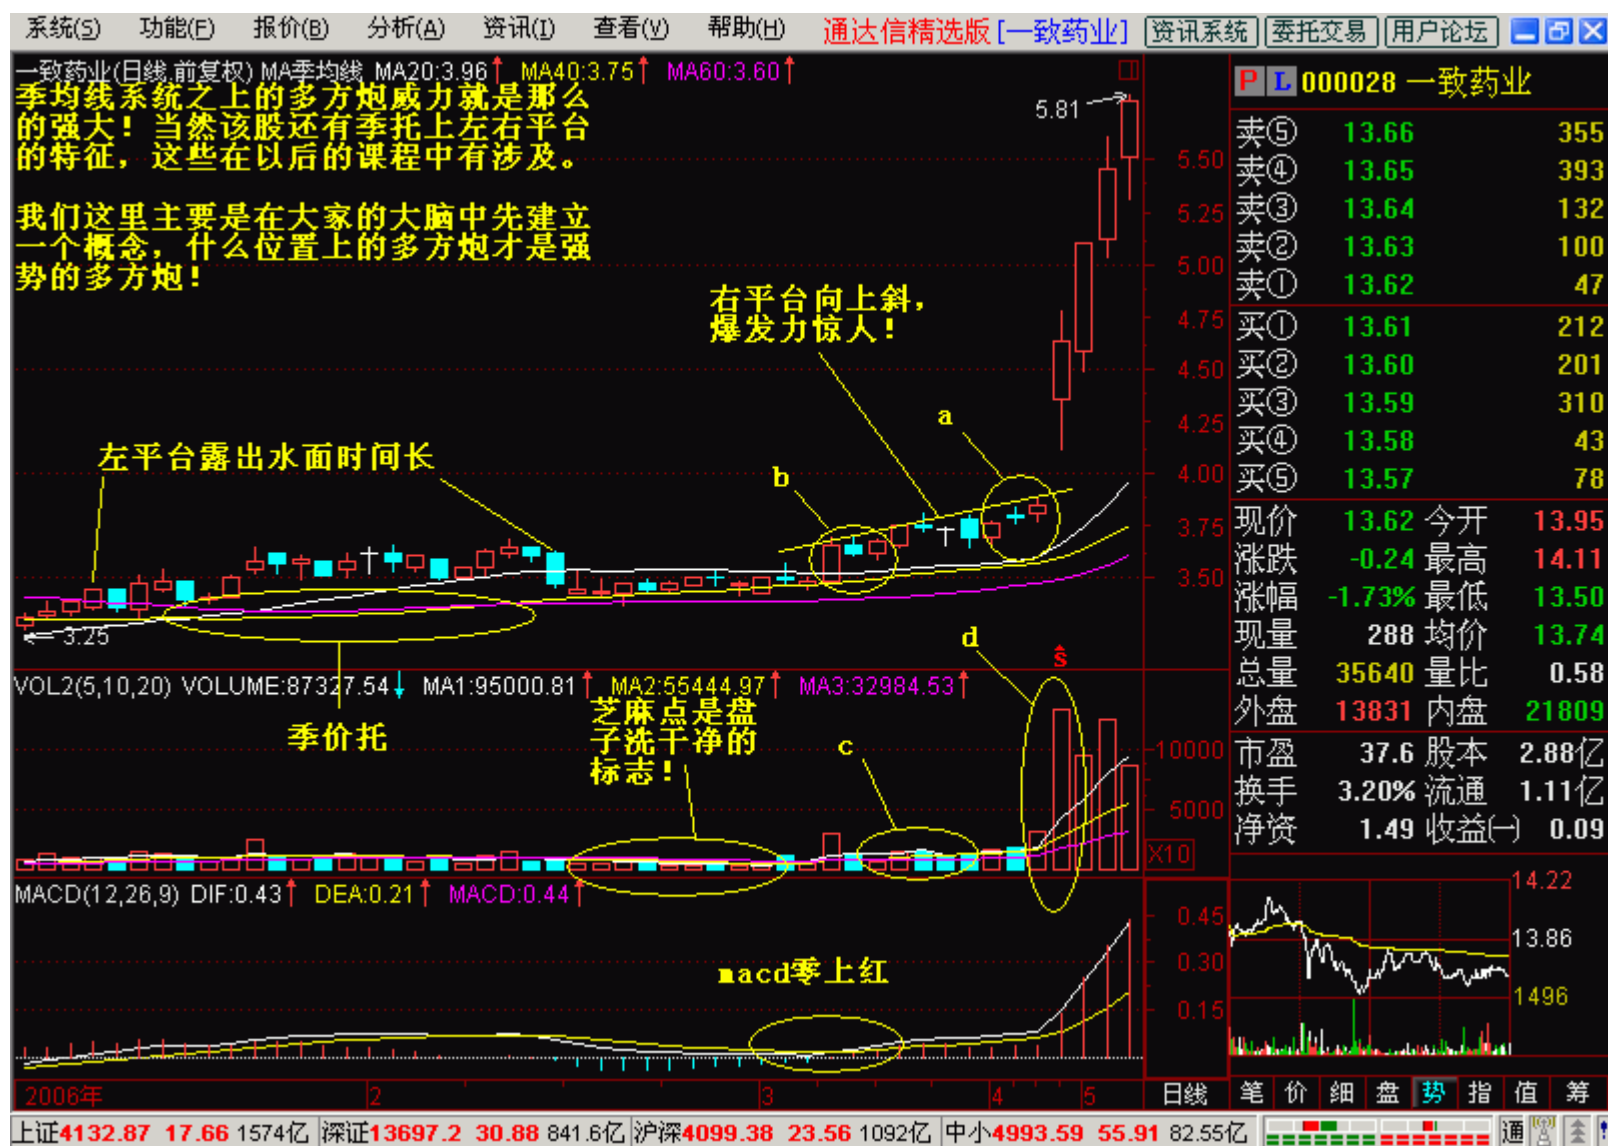 系统(S) 功能(F) 报价(B) 分析(A) 资讯(I) 查看(V) 帮助(H) 通达信精选版 [一致药业] 资讯系统 委托交易 用户论坛
一致药业(日线,前复权) MA季均线 MA20:3.96↑ MA40:3.75↑ MA60:3.60↑
季均线系统之上的多方炮威力就是那么
的强大！当然该股还有季托上左右平台
的特征，这些在以后的课程中有涉及。
我们这里主要是在大家的大脑中先建立
一个概念，什么位置上的多方炮才是强
势的多方炮！
5.81
右平台向上斜，
爆发力惊人！
a
b
左平台露出水面时间长
3.25
季价托
5.50
5.25
5.00
4.75
4.50
4.25
4.00
3.75
3.50
VOL2(5,10,20) VOLUME:87327.54↓ MA1:95000.81↑ MA2:55444.97↑ MA3:32984.53↑
芝麻点是盘
子洗干净的
标志！
c
d
s
10000
5000
X10
MACD(12,26,9) DIF:0.43↑ DEA:0.21↑ MACD:0.44↑
macd零上红
0.45
0.30
0.15
2006年 2 3 4 5 日线
P L 000028 一致药业
卖⑤ 13.66 355
卖④ 13.65 393
卖③ 13.64 132
卖② 13.63 100
卖① 13.62 47
买① 13.61 212
买② 13.60 201
买③ 13.59 310
买④ 13.58 43
买⑤ 13.57 78
现价 13.62 今开 13.95
涨跌 -0.24 最高 14.11
涨幅 -1.73% 最低 13.50
现量 288 均价 13.74
总量 35640 量比 0.58
外盘 13831 内盘 21809
市盈 37.6 股本 2.88亿
换手 3.20% 流通 1.11亿
净资 1.49 收益(一) 0.09
14.22
13.86
1496
笔 价 细 盘 势 指 值 筹
上证4132.87 17.66 1574亿 深证13697.2 30.88 841.6亿 沪深4099.38 23.56 1092亿 中小4993.59 55.91 82.55亿 通